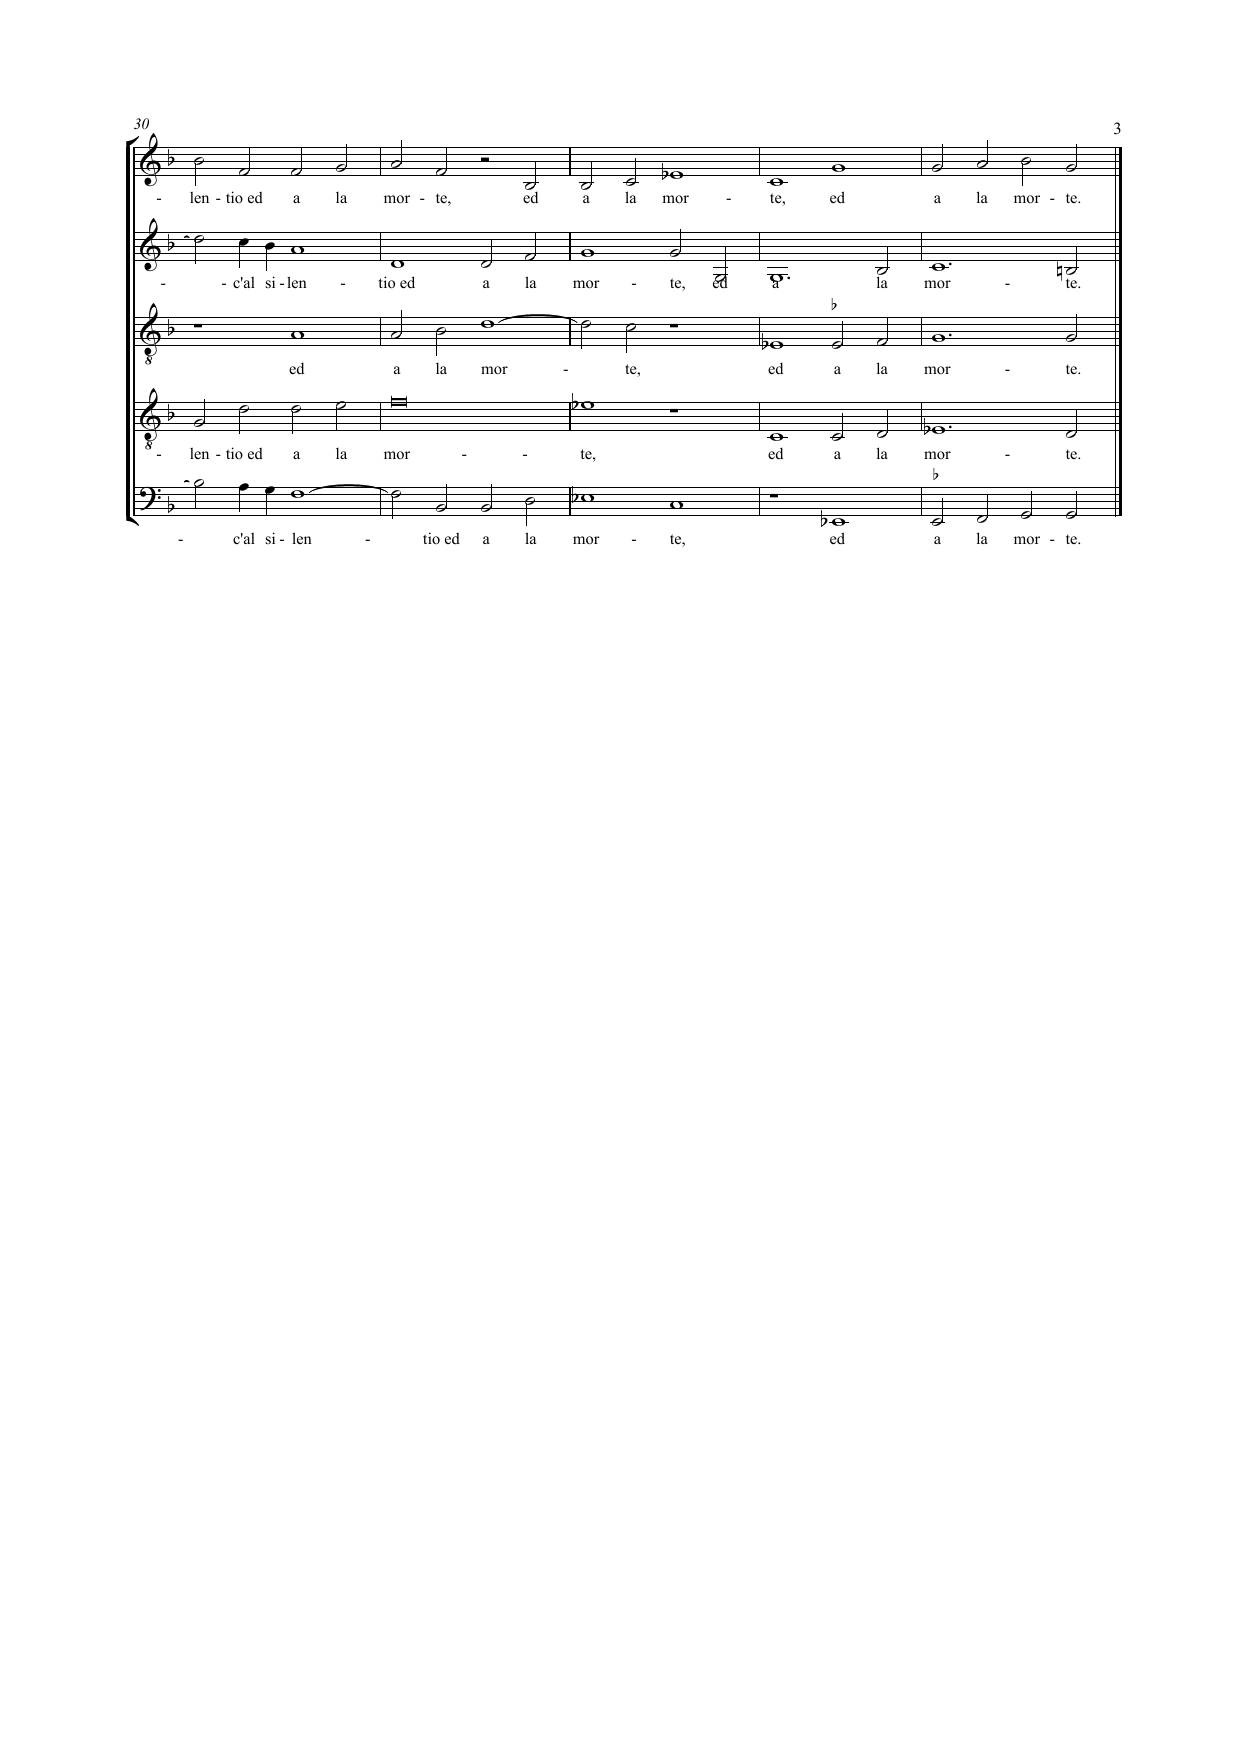 30
3
- len - tio ed a la mor - te, ed a la mor - te, ed a la mor - te.
- - c'al si - len - tio ed a la mor - te, ed a la mor - te.
ed a la mor - te, ed a la mor - te.
8
- len - tio ed a la mor - - te, ed a la mor - te.
8
- c'al si - len - tio ed a la mor - te, ed a la mor - te.